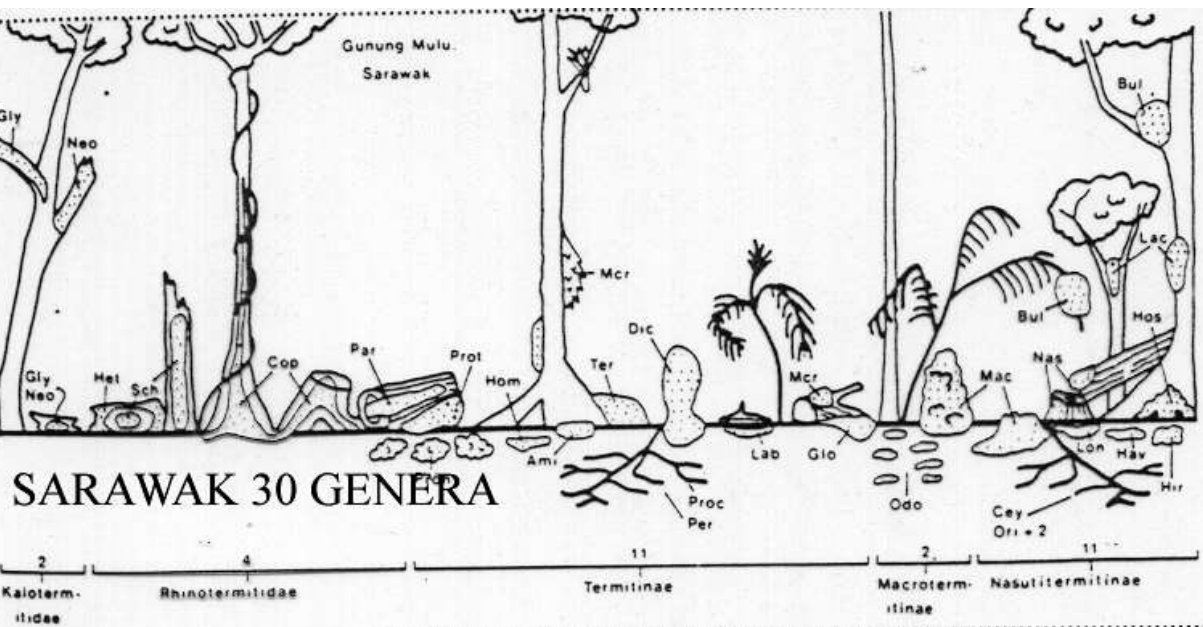 Gunung Mulu.
Sarawak
Gly
Neo
Bul
Lac
Mcr
Bul
Hos
Dic
Par
Prot
Ter
Nas
Gly
Neo
Het
Sch
Cop
Hom
Mcr
Mac
Ami
Lab
Glo
Lon
Hav
Hir
SARAWAK 30 GENERA
Proc
Per
Odo
Cey
Ori + 2
2
4
11
2
11
Kaloterm-
itidae
Rhinotermitidae
Termitinae
Macroterm-
itinae
Nasutitermitinae